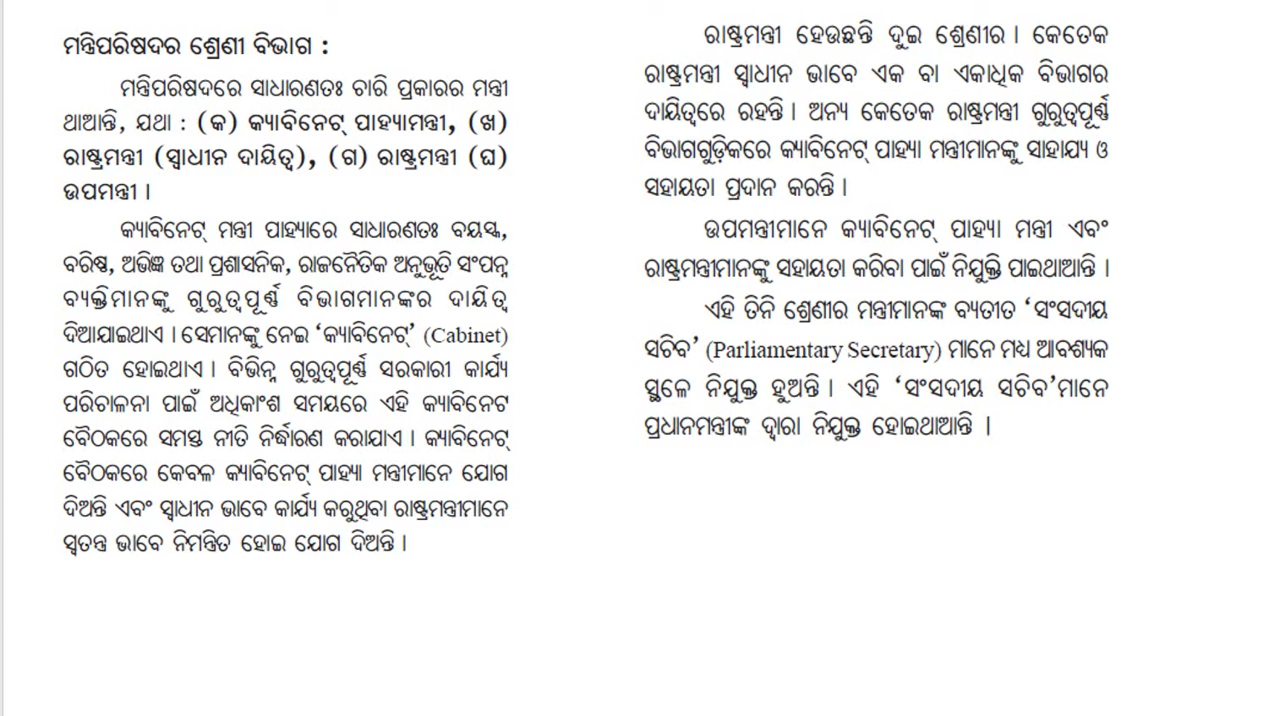 ମନ୍ତ୍ରିପରିଷଦର ଶ୍ରେଣୀ ବିଭାଗ :
ମନ୍ତ୍ରିପରିଷଦରେ ସାଧାରଣତଃ ଚାରି ପ୍ରକାରର ମନ୍ତ୍ରୀ
ଥାଆନ୍ତି, ଯଥା : (କ) କ୍ୟାବିନେଟ୍ ପାହ୍ୟାମନ୍ତ୍ରୀ, (ଖ)
ରାଷ୍ଟ୍ରମନ୍ତ୍ରୀ (ସ୍ୱାଧୀନ ଦାୟିତ୍ୱ), (ଗ) ରାଷ୍ଟ୍ରମନ୍ତ୍ରୀ (ଘ)
ଉପମନ୍ତ୍ରୀ ।
କ୍ୟାବିନେଟ୍ ମନ୍ତ୍ରୀ ପାହ୍ୟାରେ ସାଧାରଣତଃ ବୟସ୍କ,
ବରିଷ୍ଠ, ଅଭିଜ୍ଞ ତଥା ପ୍ରଶାସନିକ, ରାଜନୈତିକ ଅନୁଭୂତି ସଂପନ୍ନ
ବ୍ୟକ୍ତିମାନଙ୍କୁ ଗୁରୁତ୍ୱପୂର୍ଣ୍ଣ ବିଭାଗମାନଙ୍କର ଦାୟିତ୍ୱ
ଦିଆଯାଇଥାଏ । ସେମାନଙ୍କୁ ନେଇ ‘କ୍ୟାବିନେଟ୍’ (Cabinet)
ଗଠିତ ହୋଇଥାଏ । ବିଭିନ୍ନ ଗୁରୁତ୍ୱପୂର୍ଣ୍ଣ ସରକାରୀ କାର୍ଯ୍ୟ
ପରିଚାଳନା ପାଇଁ ଅଧିକାଂଶ ସମୟରେ ଏହି କ୍ୟାବିନେଟ
ବୈଠକରେ ସମସ୍ତ ନୀତି ନିର୍ଦ୍ଧାରଣ କରାଯାଏ । କ୍ୟାବିନେଟ୍
ବୈଠକରେ କେବଳ କ୍ୟାବିନେଟ୍ ପାହ୍ୟା ମନ୍ତ୍ରୀମାନେ ଯୋଗ
ଦିଅନ୍ତି ଏବଂ ସ୍ୱାଧୀନ ଭାବେ କାର୍ଯ୍ୟ କରୁଥିବା ରାଷ୍ଟ୍ରମନ୍ତ୍ରୀମାନେ
ସ୍ୱତନ୍ତ୍ର ଭାବେ ନିମନ୍ତ୍ରିତ ହୋଇ ଯୋଗ ଦିଅନ୍ତି ।
ରାଷ୍ଟ୍ରମନ୍ତ୍ରୀ ହେଉଛନ୍ତି ଦୁଇ ଶ୍ରେଣୀର । କେତେକ
ରାଷ୍ଟ୍ରମନ୍ତ୍ରୀ ସ୍ୱାଧୀନ ଭାବେ ଏକ ବା ଏକାଧିକ ବିଭାଗର
ଦାୟିତ୍ୱରେ ରହନ୍ତି । ଅନ୍ୟ କେତେକ ରାଷ୍ଟ୍ରମନ୍ତ୍ରୀ ଗୁରୁତ୍ୱପୂର୍ଣ୍ଣ
ବିଭାଗଗୁଡ଼ିକରେ କ୍ୟାବିନେଟ୍ ପାହ୍ୟା ମନ୍ତ୍ରୀମାନଙ୍କୁ ସାହାଯ୍ୟ ଓ
ସହାୟତା ପ୍ରଦାନ କରନ୍ତି ।
ଉପମନ୍ତ୍ରୀମାନେ କ୍ୟାବିନେଟ୍ ପାହ୍ୟା ମନ୍ତ୍ରୀ ଏବଂ
ରାଷ୍ଟ୍ରମନ୍ତ୍ରୀମାନଙ୍କୁ ସହାୟତା କରିବା ପାଇଁ ନିଯୁକ୍ତି ପାଇଥାଆନ୍ତି ।
ଏହି ତିନି ଶ୍ରେଣୀର ମନ୍ତ୍ରୀମାନଙ୍କ ବ୍ୟତୀତ ‘ସଂସଦୀୟ
ସଚିବ’ (Parliamentary Secretary) ମାନେ ମଧ୍ୟ ଆବଶ୍ୟକ
ସ୍ଥଳେ ନିଯୁକ୍ତ ହୁଅନ୍ତି । ଏହି ‘ସଂସଦୀୟ ସଚିବ’ମାନେ
ପ୍ରଧାନମନ୍ତ୍ରୀଙ୍କ ଦ୍ୱାରା ନିଯୁକ୍ତ ହୋଇଥାଆନ୍ତି ।